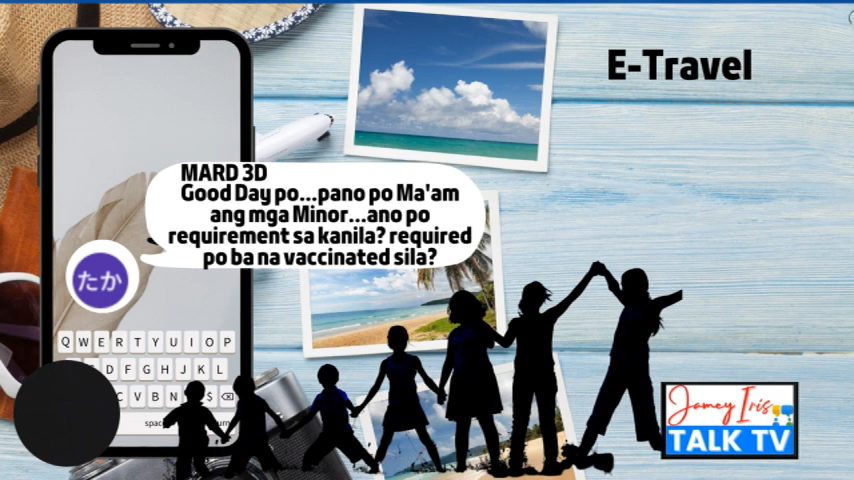 E-Travel
MARD 3D
Good Day po...pano po Ma'am
ang mga Minor...ano po
requirement sa kanila? required
po ba na vaccinated sila?
たか
Q W E R T Y U I O P
D F G H J K L
C V B N
Jamey Iris
TALK TV